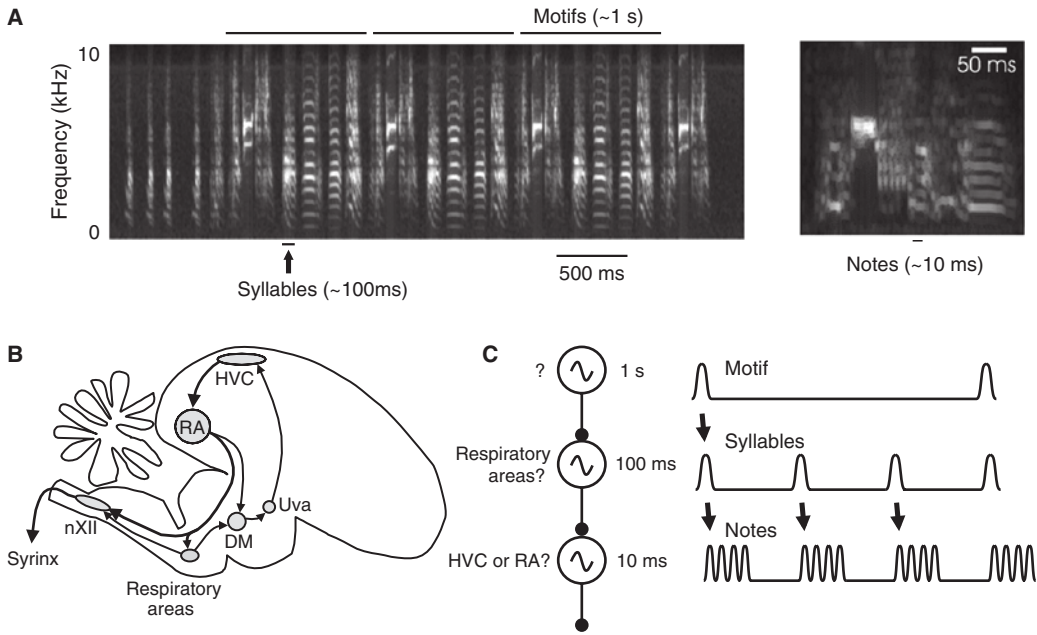 A
Motifs (~1 s)
10
Frequency (kHz)
0
50 ms
Syllables (~100ms)
500 ms
Notes (~10 ms)
B
HVC
RA
Uva
DM
nXII
Syrinx
Respiratory
areas
C
?
1 s
Motif
Respiratory
areas?
100 ms
Syllables
HVC or RA?
10 ms
Notes